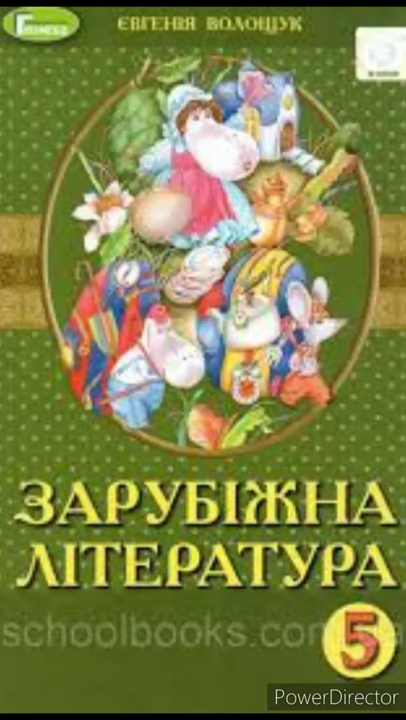 Генеза
ЄВГЕНІЯ ВОЛОЩУК
ЗАРУБІЖНА
ЛІТЕРАТУРА
schoolbooks.com
5
PowerDirector